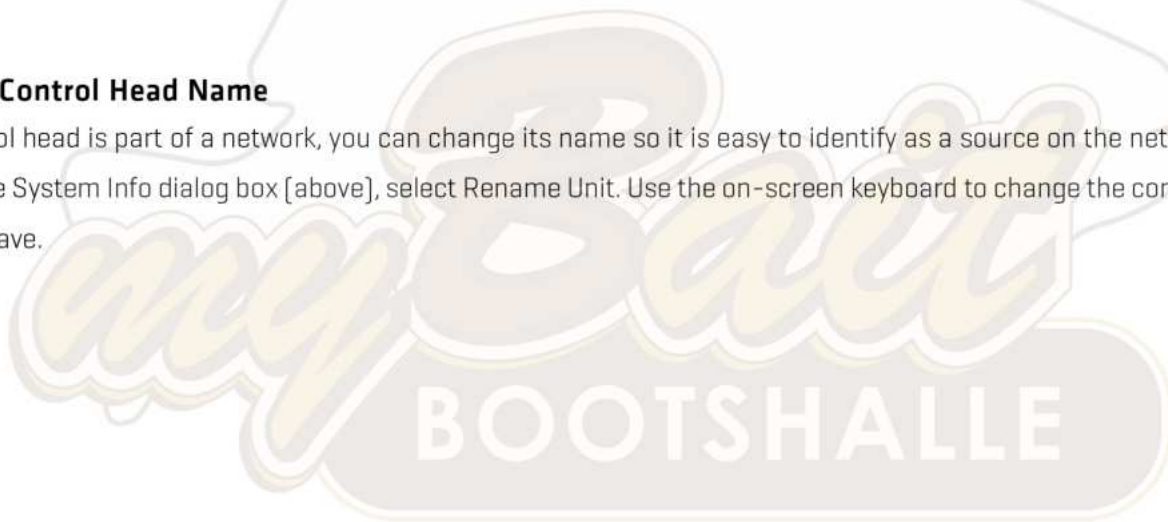 Control Head Name
ol head is part of a network, you can change its name so it is easy to identify as a source on the net
e System Info dialog box (above), select Rename Unit. Use the on-screen keyboard to change the con
ave.
myBait
BOOTSHALLE